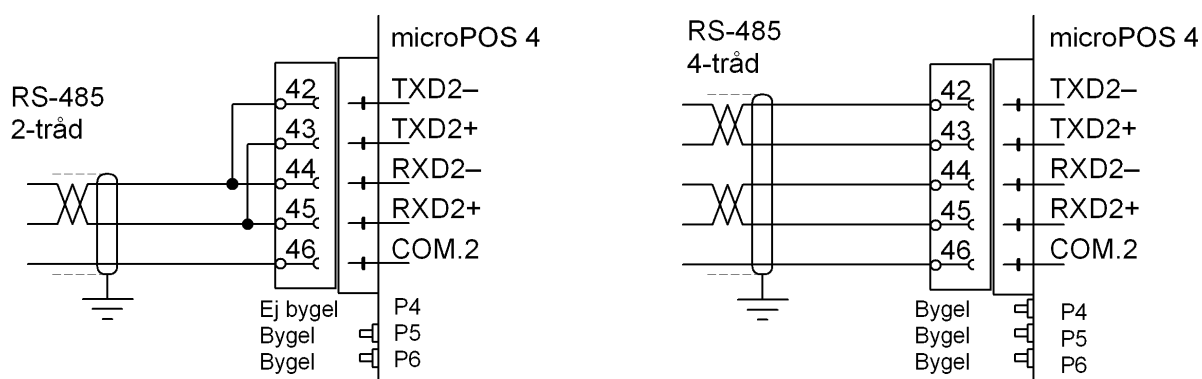 microPOS 4
RS-485
2-tråd
42 TXD2–
43 TXD2+
44 RXD2–
45 RXD2+
46 COM.2
Ej bygel P4
Bygel P5
Bygel P6
RS-485
4-tråd
microPOS 4
42 TXD2–
43 TXD2+
44 RXD2–
45 RXD2+
46 COM.2
Bygel P4
Bygel P5
Bygel P6